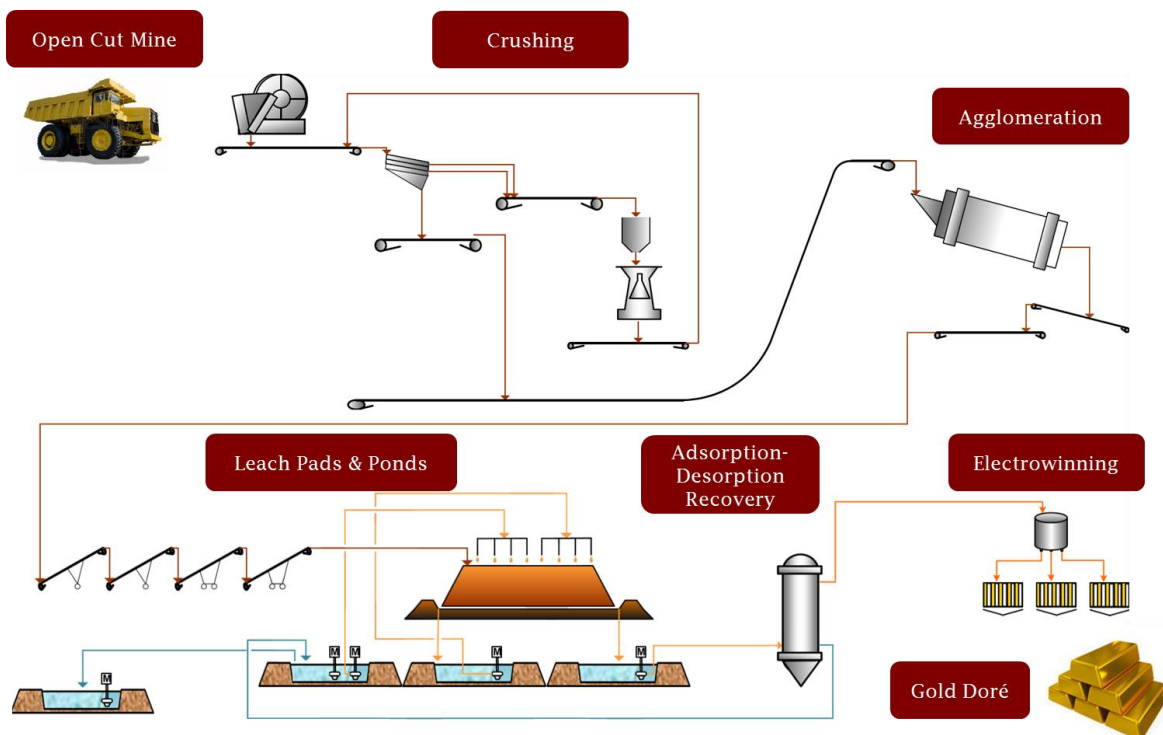 Open Cut Mine
Crushing
Agglomeration
Leach Pads & Ponds
Adsorption-
Desorption
Recovery
Electrowinning
M
M
M
M
M
Gold Doré